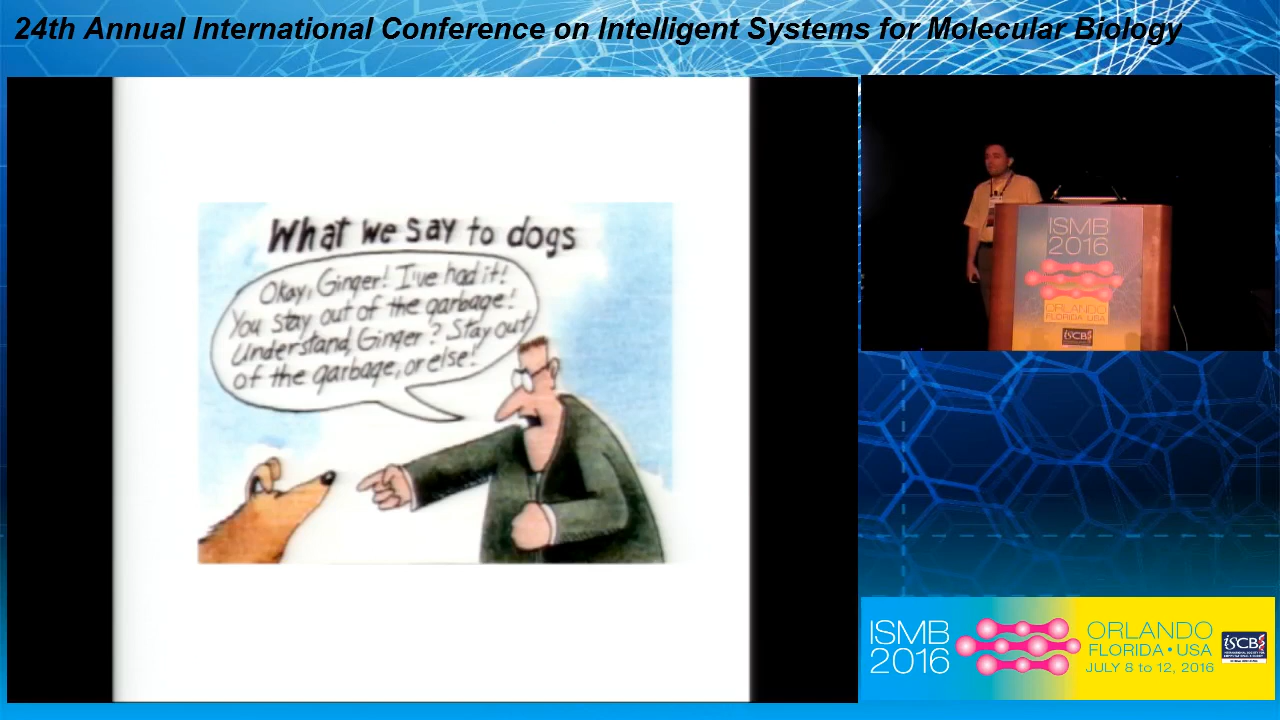 24th Annual International Conference on Intelligent Systems for Molecular Biology
What we say to dogs
Okay, Ginger! I've had it!
You stay out of the garbage!
Understand, Ginger? Stay out
of the garbage, or else!
ISMB
2016
ORLANDO
FLORIDA USA
ISCB
ISMB
2016
ORLANDO
FLORIDA • USA
JULY 8 to 12, 2016
ISCB